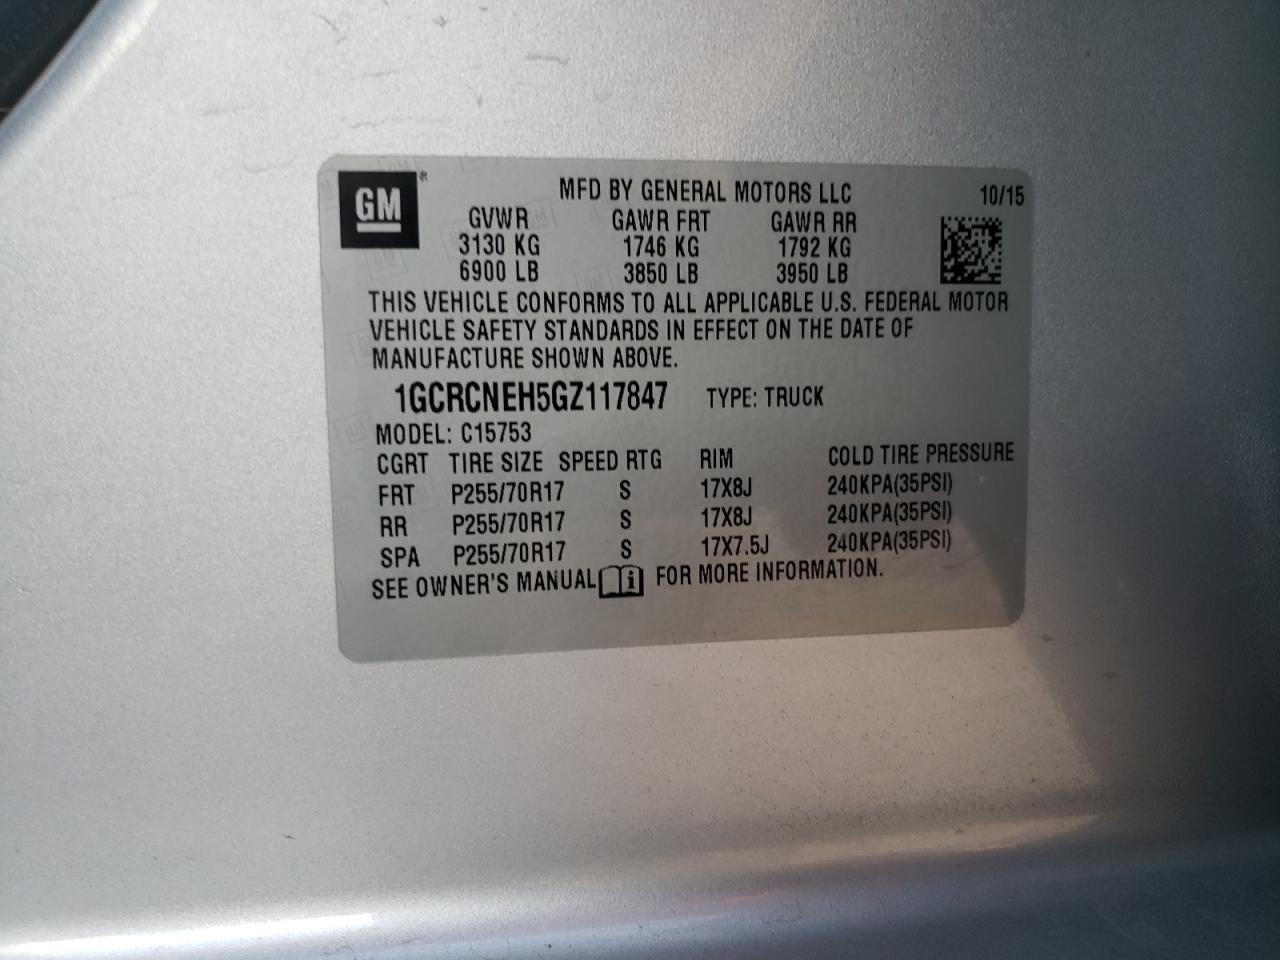 GM ® MFD BY GENERAL MOTORS LLC 10/15
GVWR GAWR FRT GAWR RR
3130 KG 1746 KG 1792 KG
6900 LB 3850 LB 3950 LB
THIS VEHICLE CONFORMS TO ALL APPLICABLE U.S. FEDERAL MOTOR
VEHICLE SAFETY STANDARDS IN EFFECT ON THE DATE OF
MANUFACTURE SHOWN ABOVE.
1GCRCNEH5GZ117847 TYPE: TRUCK
MODEL: C15753
CGRT TIRE SIZE SPEED RTG RIM COLD TIRE PRESSURE
FRT P255/70R17 S 17X8J 240KPA(35PSI)
RR P255/70R17 S 17X8J 240KPA(35PSI)
SPA P255/70R17 S 17X7.5J 240KPA(35PSI)
SEE OWNER'S MANUAL i FOR MORE INFORMATION.